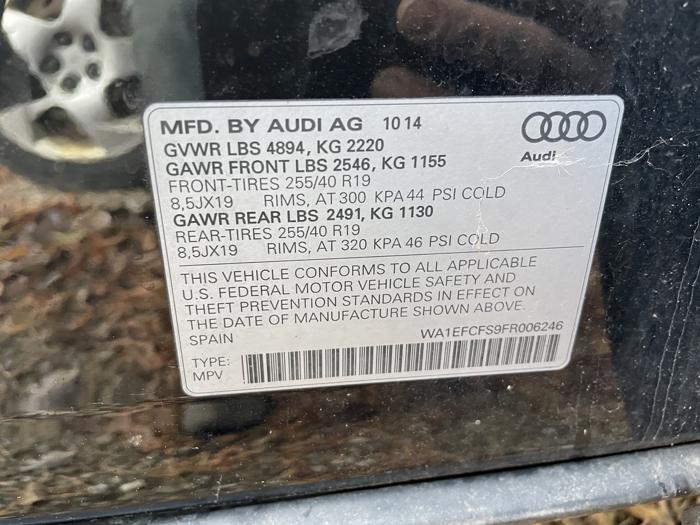 MFD. BY AUDI AG 10 14
GVWR LBS 4894, KG 2220
GAWR FRONT LBS 2546, KG 1155
FRONT-TIRES 255/40 R19
8,5JX19 RIMS, AT 300 KPA 44 PSI COLD
GAWR REAR LBS 2491, KG 1130
REAR-TIRES 255/40 R19
8,5JX19 RIMS, AT 320 KPA 46 PSI COLD
Audi
THIS VEHICLE CONFORMS TO ALL APPLICABLE
U.S. FEDERAL MOTOR VEHICLE SAFETY AND
THEFT PREVENTION STANDARDS IN EFFECT ON
THE DATE OF MANUFACTURE SHOWN ABOVE.
SPAIN WA1EFCFS9FR006246
TYPE:
MPV